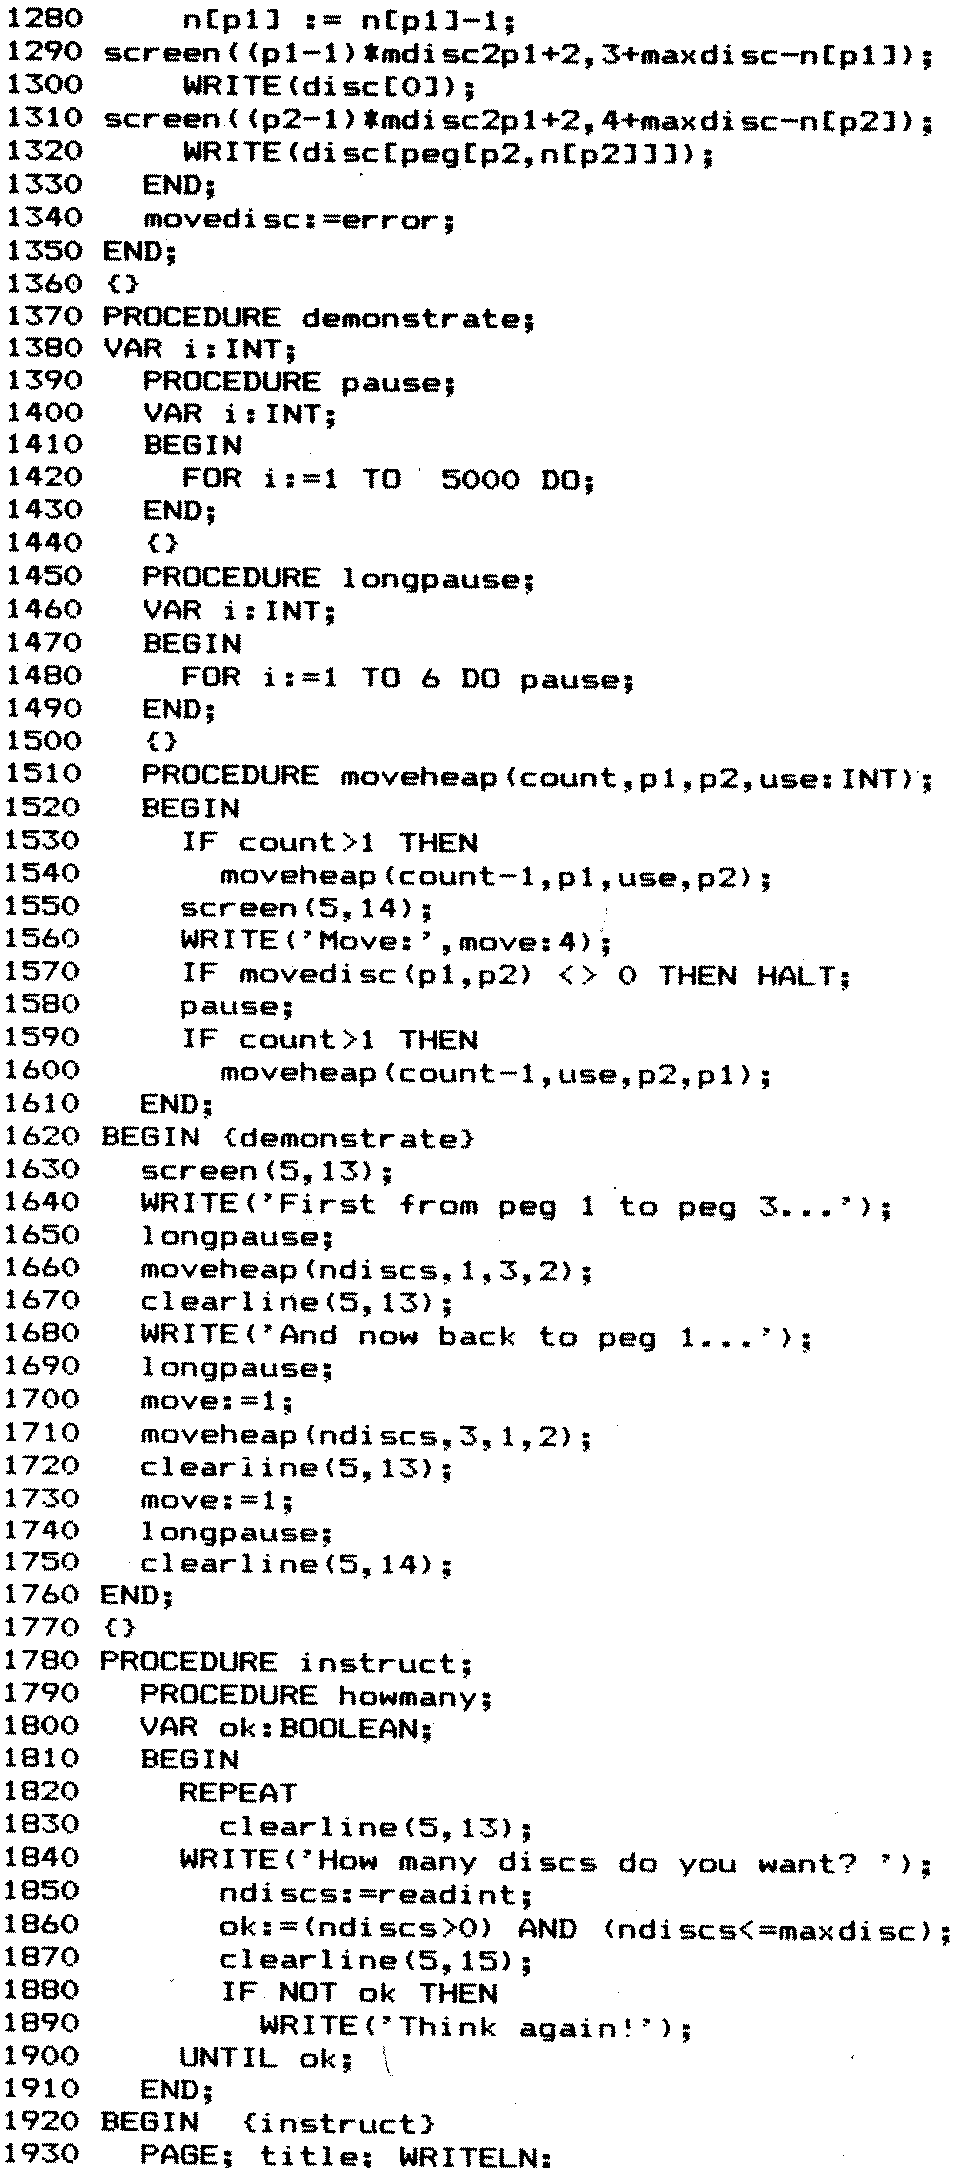 1280     n[p1] := n[p1]-1;
1290 screen((p1-1)*mdisc2p1+2,3+maxdisc-n[p1]);
1300     WRITE(disc[0]);
1310 screen((p2-1)*mdisc2p1+2,4+maxdisc-n[p2]);
1320     WRITE(disc[peg[p2,n[p2]]]);
1330   END;
1340   movedisc:=error;
1350 END;
1360 {}
1370 PROCEDURE demonstrate;
1380 VAR i:INT;
1390   PROCEDURE pause;
1400   VAR i:INT;
1410   BEGIN
1420     FOR i:=1 TO  5000 DO;
1430   END;
1440   {}
1450   PROCEDURE longpause;
1460   VAR i:INT;
1470   BEGIN
1480     FOR i:=1 TO 6 DO pause;
1490   END;
1500   {}
1510   PROCEDURE moveheap(count,p1,p2,use:INT);
1520   BEGIN
1530     IF count>1 THEN
1540       moveheap(count-1,p1,use,p2);
1550     screen(5,14);
1560     WRITE('Move:',move:4);
1570     IF movedisc(p1,p2) <> 0 THEN HALT;
1580     pause;
1590     IF count>1 THEN
1600       moveheap(count-1,use,p2,p1);
1610   END;
1620 BEGIN {demonstrate}
1630   screen(5,13);
1640   WRITE('First from peg 1 to peg 3...');
1650   longpause;
1660   moveheap(ndiscs,1,3,2);
1670   clearline(5,13);
1680   WRITE('And now back to peg 1...');
1690   longpause;
1700   move:=1;
1710   moveheap(ndiscs,3,1,2);
1720   clearline(5,13);
1730   move:=1;
1740   longpause;
1750   clearline(5,14);
1760 END;
1770 {}
1780 PROCEDURE instruct;
1790   PROCEDURE howmany;
1800   VAR ok:BOOLEAN;
1810   BEGIN
1820     REPEAT
1830       clearline(5,13);
1840     WRITE('How many discs do you want? ');
1850       ndiscs:=readint;
1860       ok:=(ndiscs>0) AND (ndiscs<=maxdisc);
1870       clearline(5,15);
1880       IF NOT ok THEN
1890         WRITE('Think again!');
1900     UNTIL ok;
1910   END;
1920 BEGIN  {instruct}
1930   PAGE; title; WRITELN;